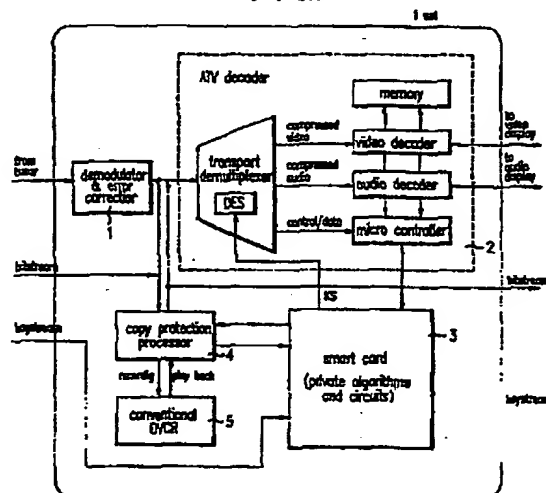 1 set
ATV decoder
memory
compressed video
to video display
video decoder
from tuner
demodulator & error correction
1
transport demultiplexer
DES
compressed audio
to audio display
audio decoder
control/data
micro controller
2
bitstream
bitstream
KS
keystream
copy protection processor
4
recording
play back
3
smart card
(private algorithms and circuits)
keystream
conventional DVCR
5